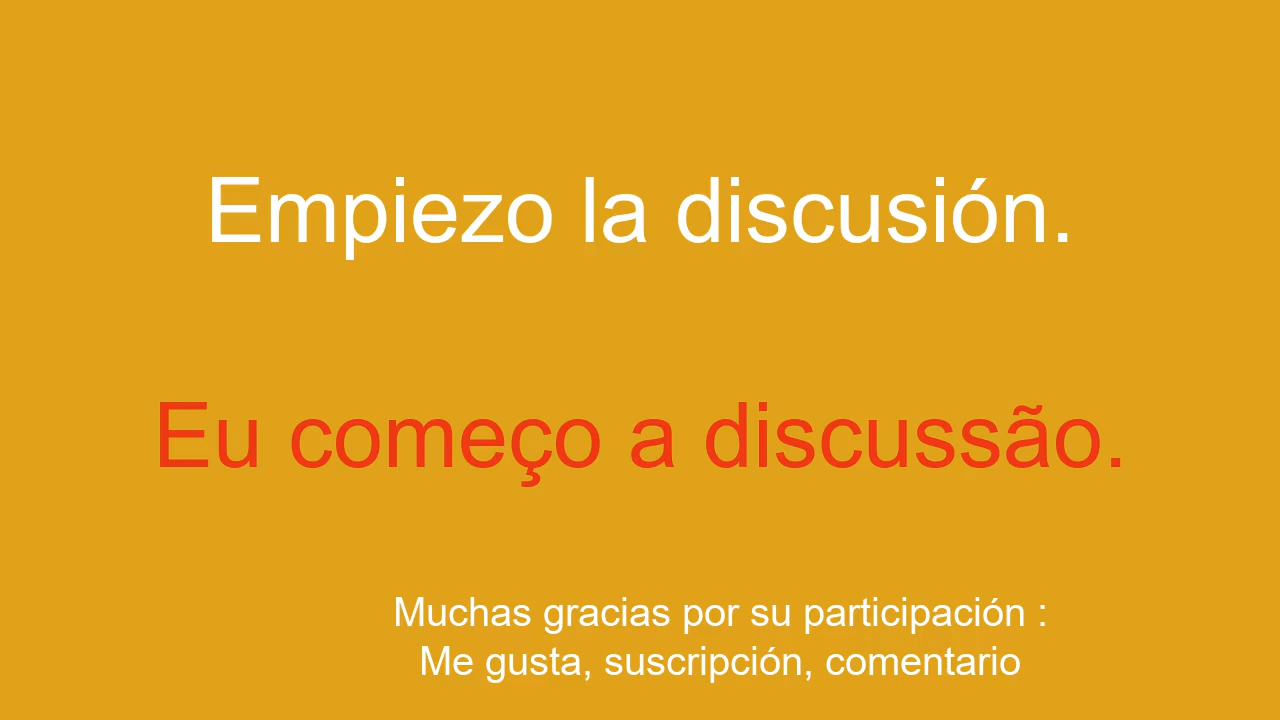 Empiezo la discusión.
Eu começo a discussão.
Muchas gracias por su participación :
Me gusta, suscripción, comentario